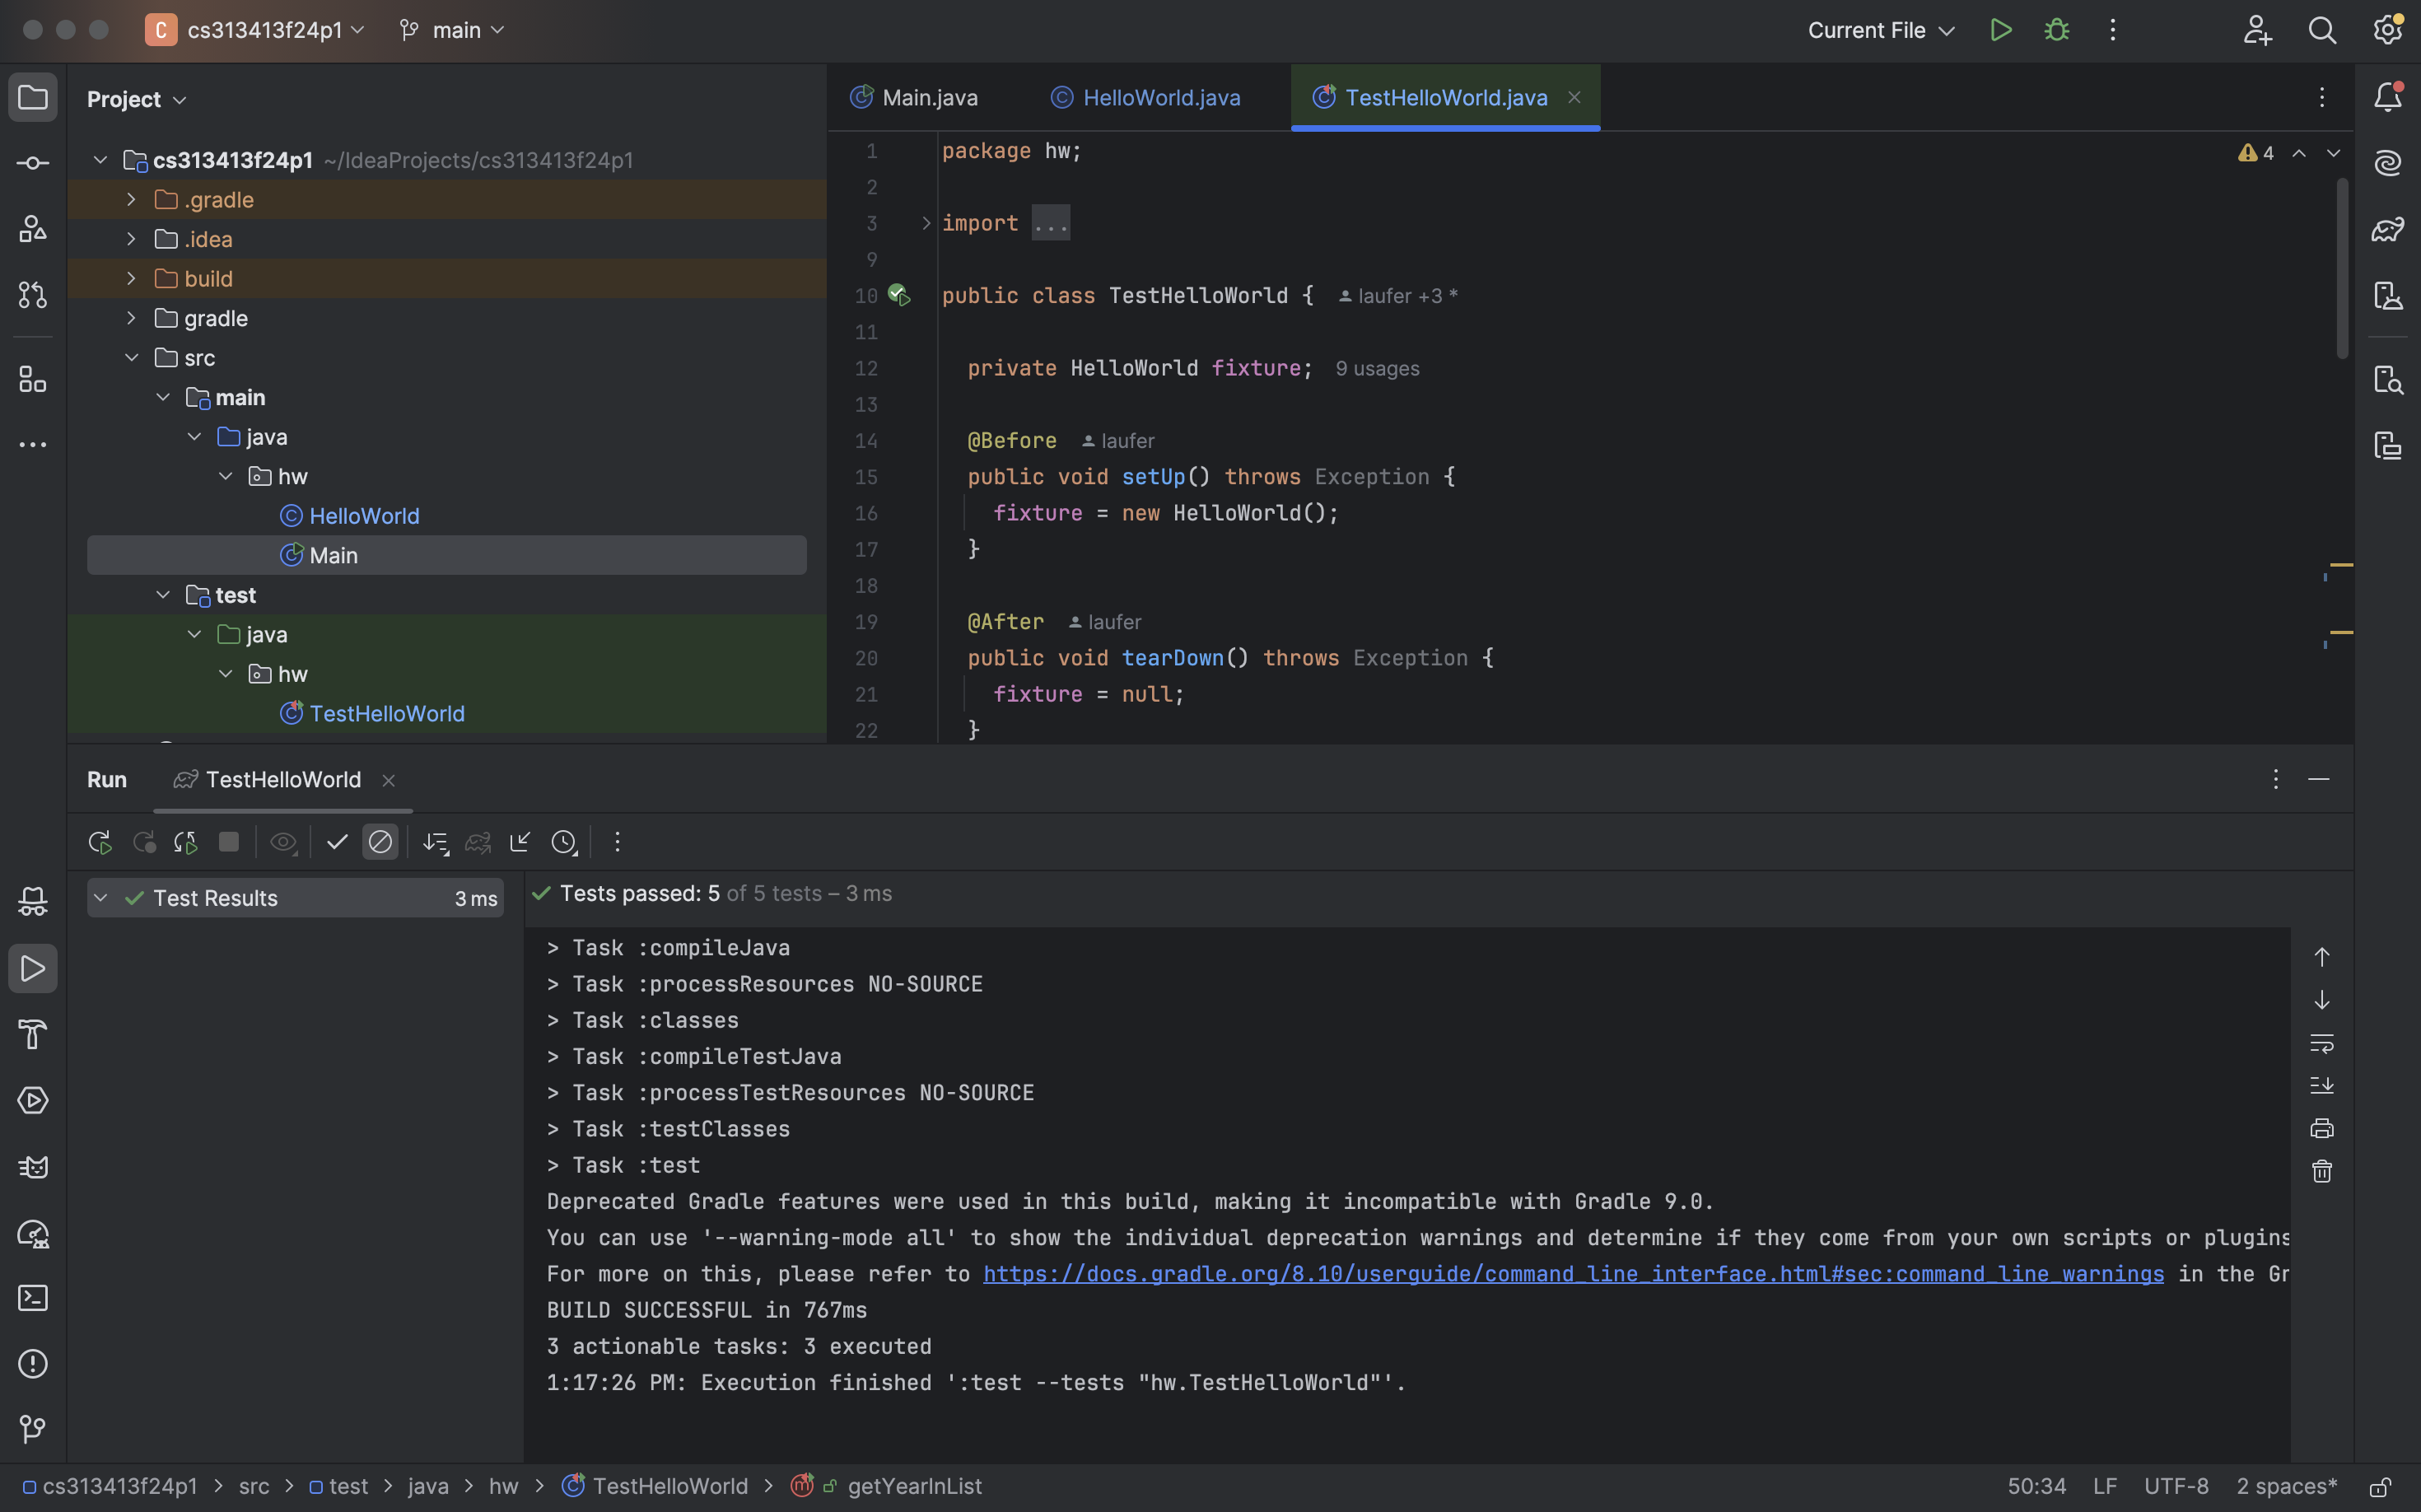 C cs313413f24p1 main Current File
Project
Main.java HelloWorld.java TestHelloWorld.java
cs313413f24p1 ~/IdeaProjects/cs313413f24p1
.gradle
.idea
build
gradle
src
main
java
hw
HelloWorld
Main
test
java
hw
TestHelloWorld
4
1 package hw;
2
3 import ...
9
10 public class TestHelloWorld { laufer +3 *
11
12 private HelloWorld fixture; 9 usages
13
14 @Before laufer
15 public void setUp() throws Exception {
16 fixture = new HelloWorld();
17 }
18
19 @After laufer
20 public void tearDown() throws Exception {
21 fixture = null;
22 }
Run TestHelloWorld
Test Results 3 ms
Tests passed: 5 of 5 tests – 3 ms
> Task :compileJava
> Task :processResources NO-SOURCE
> Task :classes
> Task :compileTestJava
> Task :processTestResources NO-SOURCE
> Task :testClasses
> Task :test
Deprecated Gradle features were used in this build, making it incompatible with Gradle 9.0.
You can use '--warning-mode all' to show the individual deprecation warnings and determine if they come from your own scripts or plugins
For more on this, please refer to https://docs.gradle.org/8.10/userguide/command_line_interface.html#sec:command_line_warnings in the Gr
BUILD SUCCESSFUL in 767ms
3 actionable tasks: 3 executed
1:17:26 PM: Execution finished ':test --tests "hw.TestHelloWorld"'.
cs313413f24p1 > src > test > java > hw > TestHelloWorld > getYearInList 50:34 LF UTF-8 2 spaces*